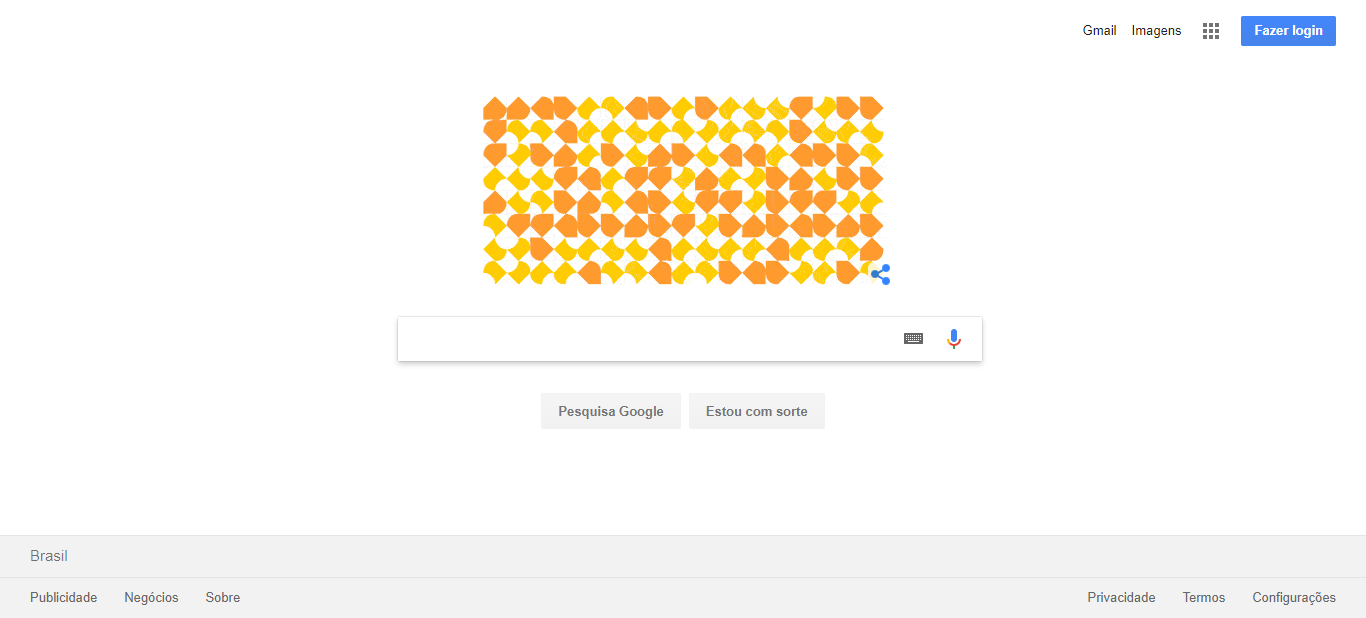 Gmail Imagens Fazer login
Pesquisa Google Estou com sorte
Brasil
Publicidade Negócios Sobre Privacidade Termos Configurações